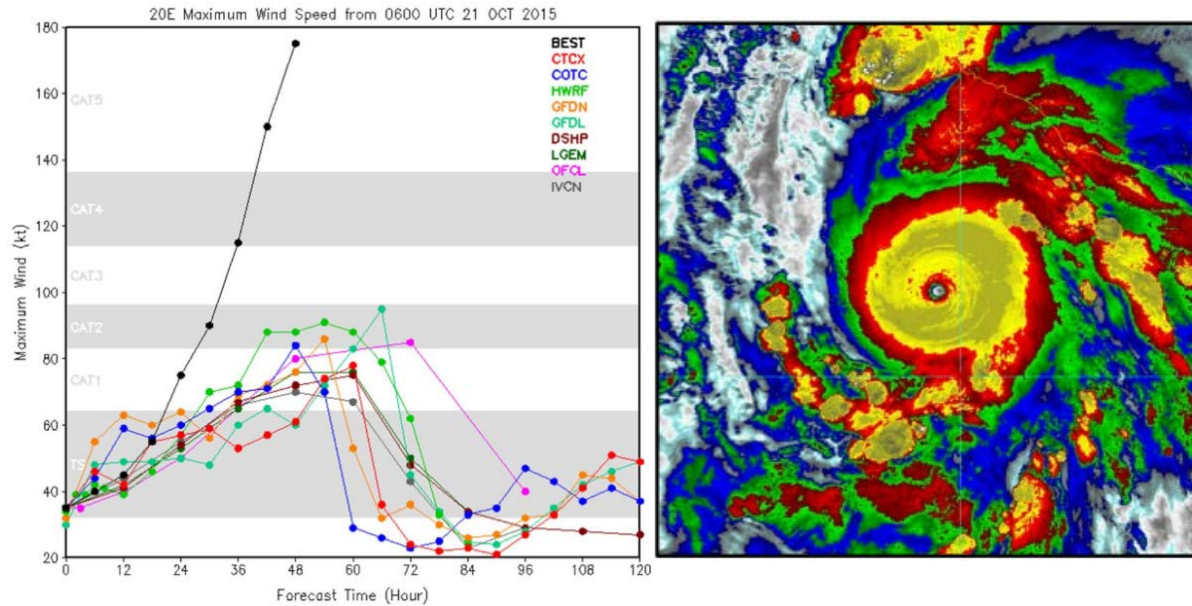 20E Maximum Wind Speed from 0600 UTC 21 OCT 2015
180
160
140
120
100
80
60
40
20
Maximum Wind (kt)
CAT5
CAT4
CAT3
CAT2
CAT1
TS
BEST
CTCX
COTC
HWRF
GFDN
GFDL
DSHP
LGEM
OFCL
IVCN
0 12 24 36 48 60 72 84 96 108 120
Forecast Time (Hour)